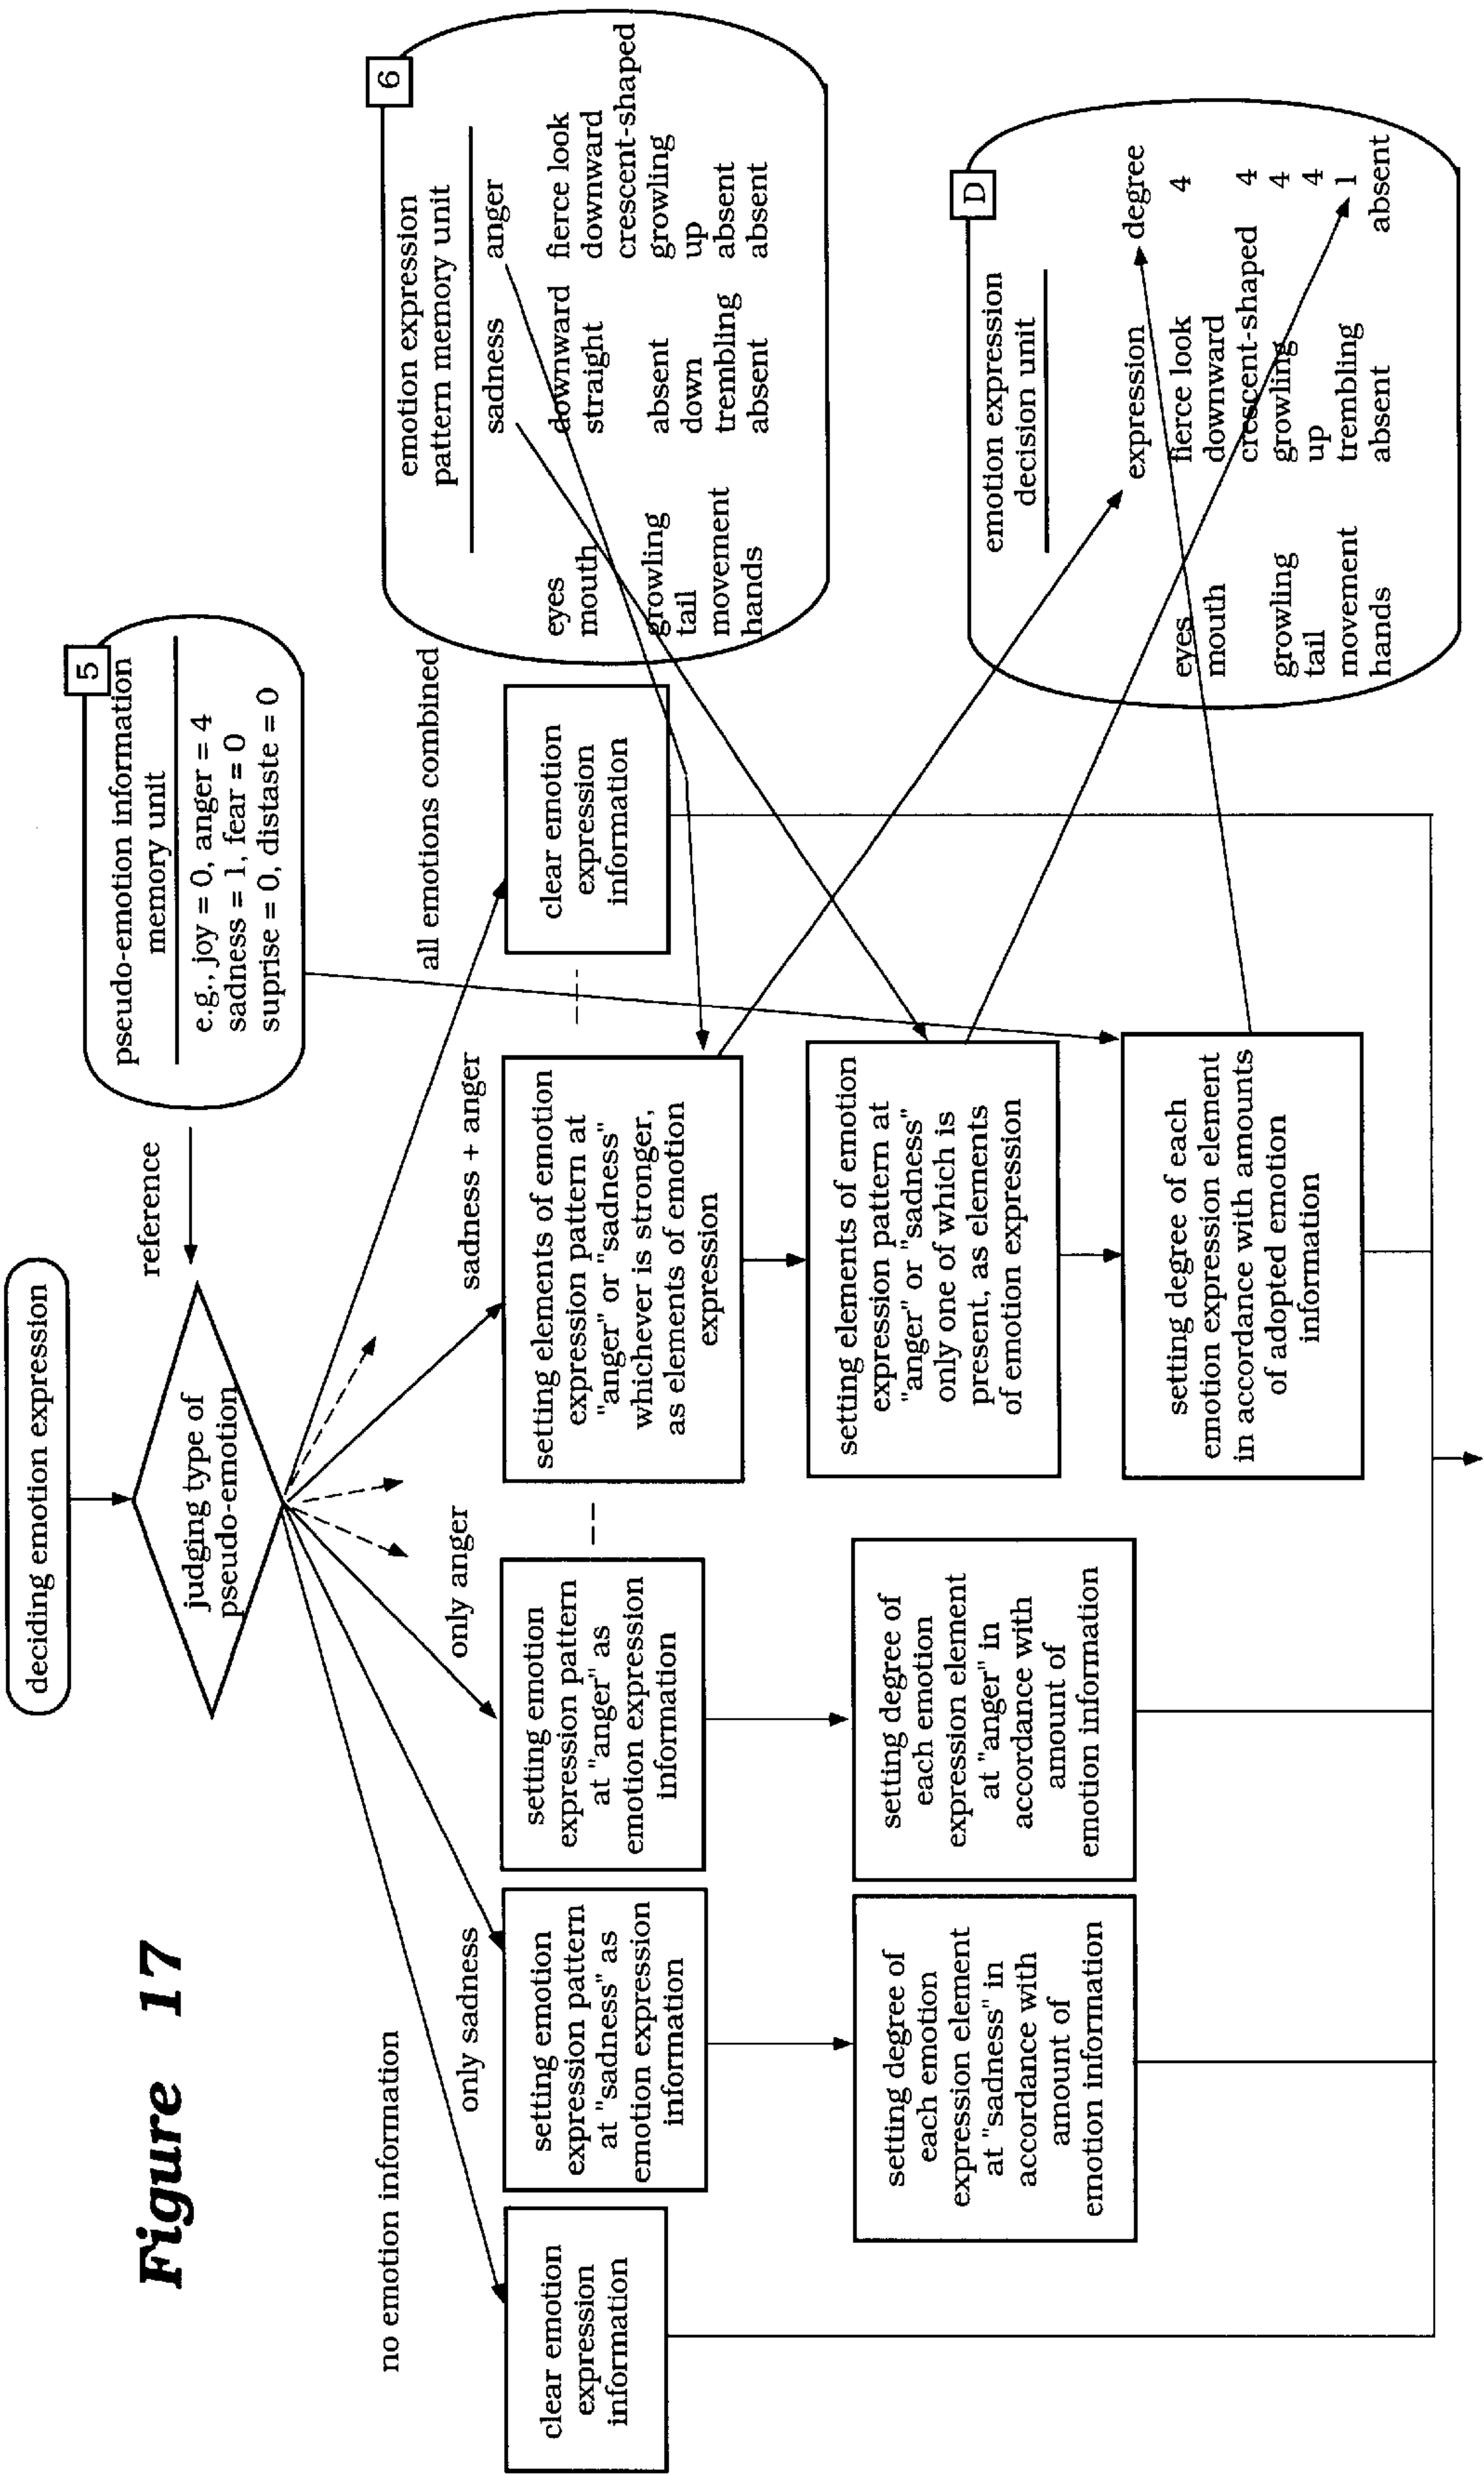 Figure 17
deciding emotion expression
judging type of
pseudo-emotion
reference
5
pseudo-information
memory unit
e.g., joy = 0, anger = 4
sadness = 1, fear = 0
suprise = 0, distaste = 0
no emotion information
only sadness
only anger
sadness + anger
all emotions combined
clear emotion
expression
information
setting emotion
expression pattern
at "sadness" as
emotion expression
information
setting emotion
expression pattern
at "anger" as
emotion expression
information
setting elements of emotion
expression pattern at
"anger" or "sadness"
whichever is stronger,
as elements of emotion
expression
clear emotion
expression
information
setting degree of
each emotion
expression element
at "sadness" in
accordance with
amount of
emotion information
setting degree of
each emotion
expression element
at "anger" in
accordance with
amount of
emotion information
setting elements of emotion
expression pattern at
"anger" or "sadness"
only one of which is
present, as elements
of emotion expression
setting degree of each
emotion expression element
in accordance with amounts
of adopted emotion
information
6
emotion expression
pattern memory unit
sadness anger
eyes downward fierce look
mouth straight downward
crescent-shaped
growling absent growling
tail down up
movement trembling absent
hands absent absent
D
emotion expression
decision unit
expression degree
eyes fierce look 4
mouth downward
crescent-shaped 4
growling growling 4
tail up 4
movement trembling 1
hands absent absent